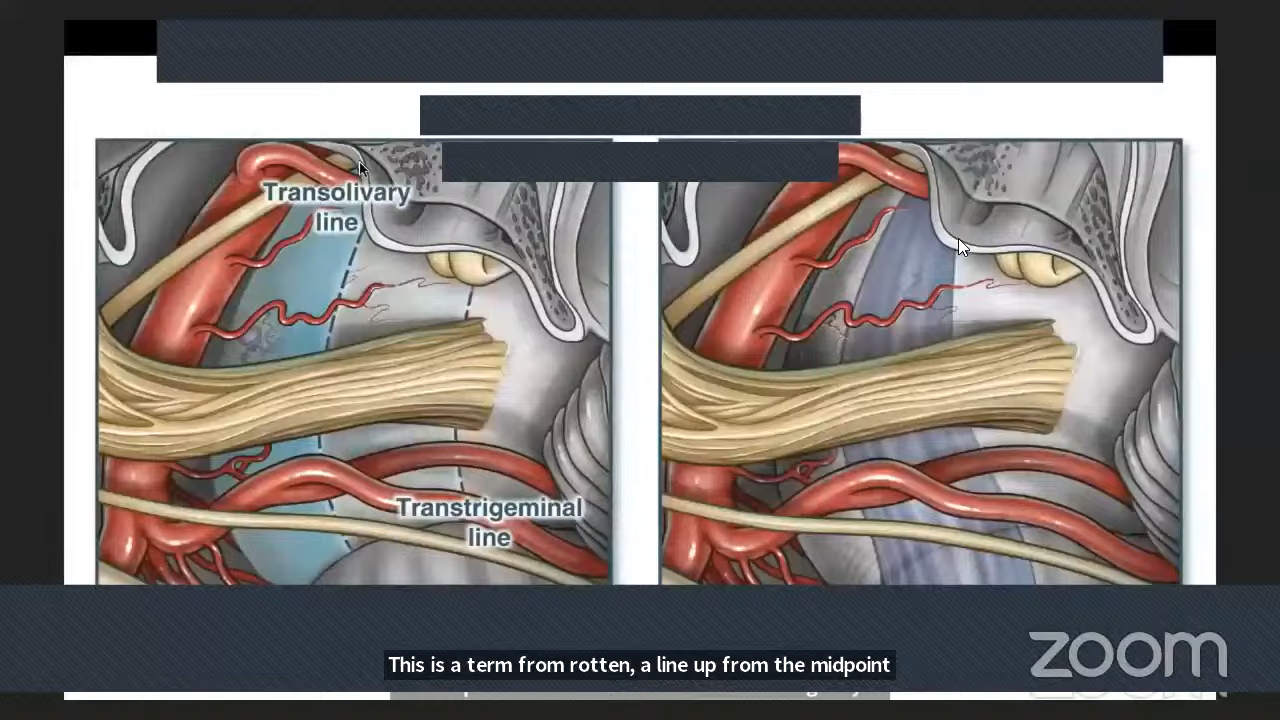 Transolivary
line
Transtrigeminal
line
This is a term from rotten, a line up from the midpoint
zoom